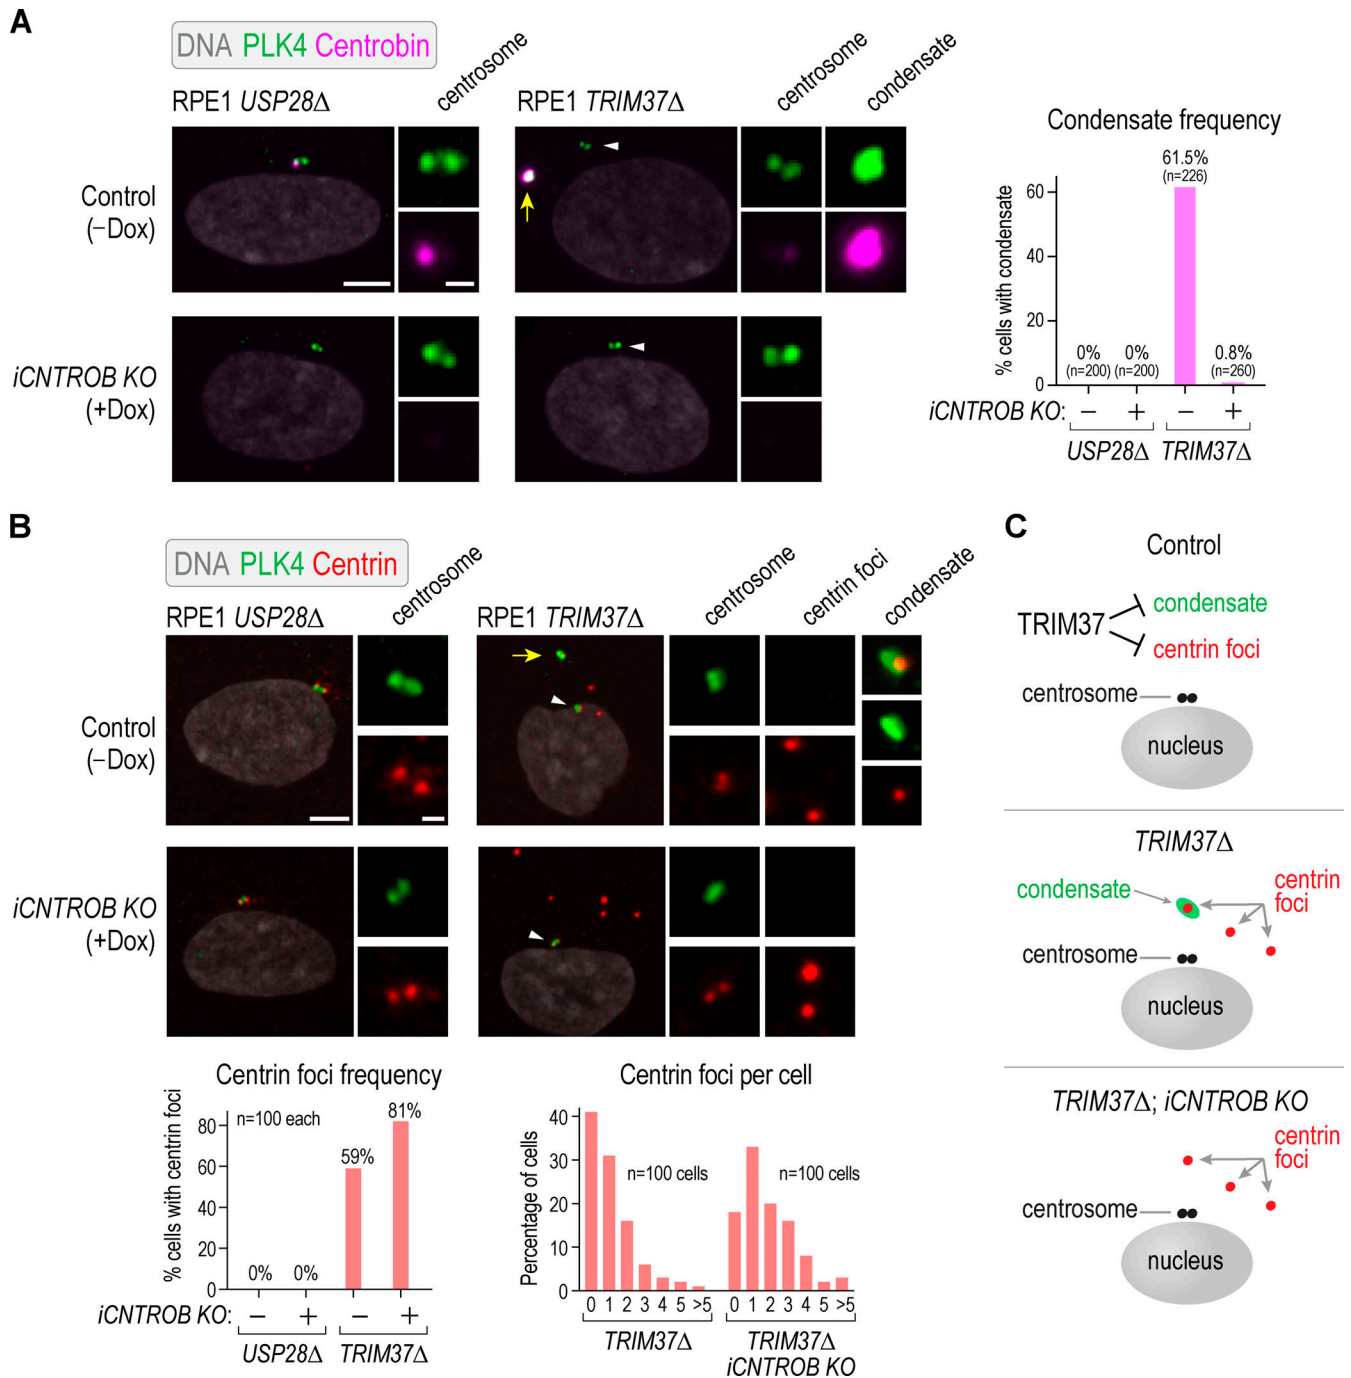 A
DNA PLK4 Centrobin
RPE1 USP28Δ
centrosome
RPE1 TRIM37Δ
centrosome
condensate
Control
(−Dox)
iCNTROB KO
(+Dox)
Condensate frequency
% cells with condensate
60
40
20
0
0%
(n=200)
0%
(n=200)
61.5%
(n=226)
0.8%
(n=260)
iCNTROB KO: − + − +
USP28Δ TRIM37Δ
B
DNA PLK4 Centrin
RPE1 USP28Δ
centrosome
RPE1 TRIM37Δ
centrosome
centrin foci
condensate
Control
(−Dox)
iCNTROB KO
(+Dox)
Centrin foci frequency
% cells with centrin foci
80
60
40
20
0
n=100 each
0%
0%
59%
81%
iCNTROB KO: − + − +
USP28Δ TRIM37Δ
Centrin foci per cell
Percentage of cells
40
30
20
10
0
n=100 cells
n=100 cells
0 1 2 3 4 5 >5 0 1 2 3 4 5 >5
TRIM37Δ
TRIM37Δ
iCNTROB KO
C
Control
TRIM37
condensate
centrin foci
centrosome
nucleus
TRIM37Δ
condensate
centrin
foci
centrosome
nucleus
TRIM37Δ; iCNTROB KO
centrin
foci
centrosome
nucleus